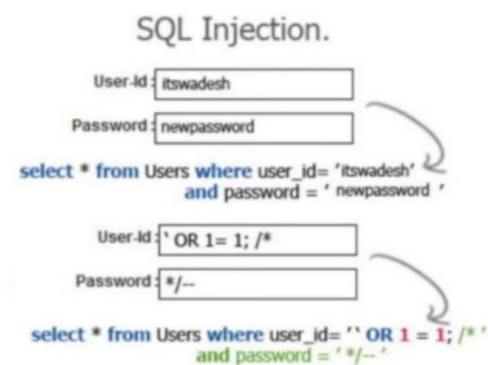 SQL Injection.
User-Id: itswadesh
Password: newpassword
select * from Users where user_id= 'itswadesh'
and password = ' newpassword '
User-Id: ` OR 1= 1; /*
Password: */--
select * from Users where user_id= '` OR 1 = 1; /* '
and password = ' */-- '